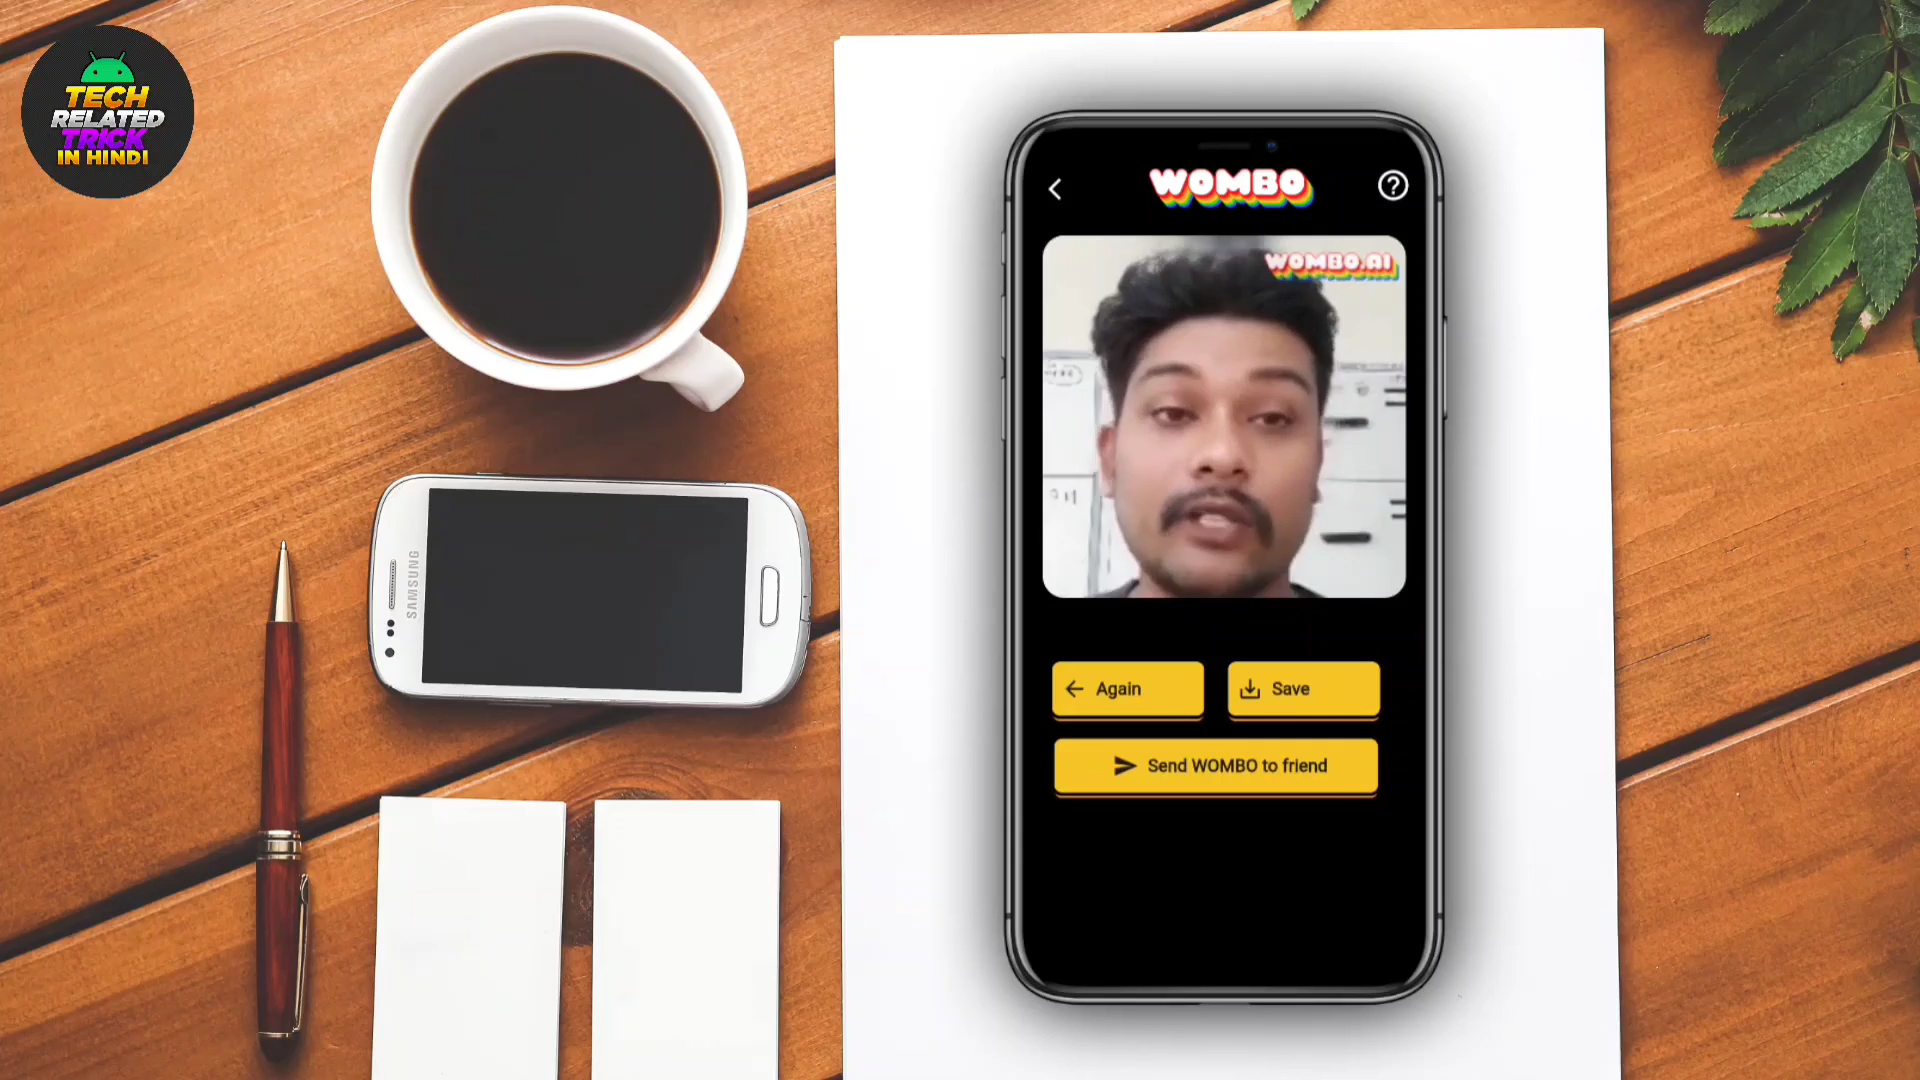 TECH
RELATED
TRICK
IN HINDI
WOMBO
WOMBO.AI
SAMSUNG
Again
Save
Send WOMBO to friend